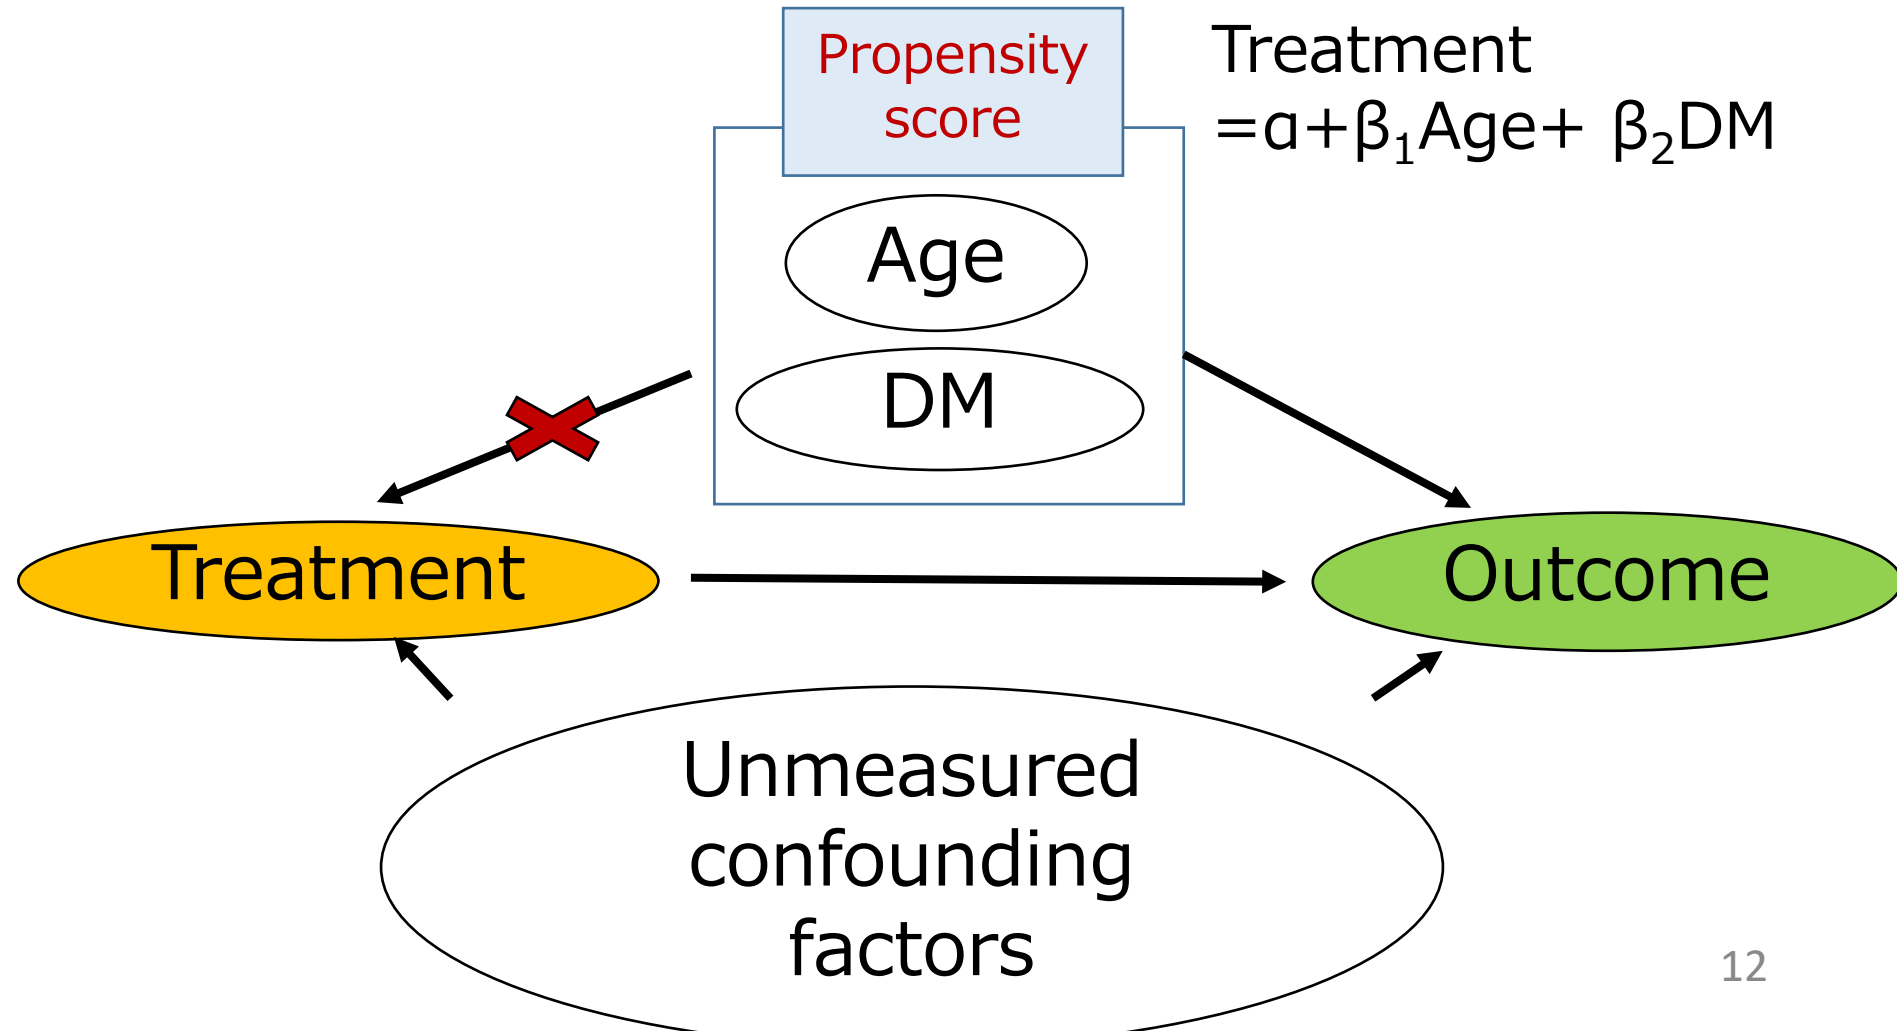 Propensity
score
Treatment
=α+β₁Age+ β₂DM
Age
DM
Treatment
Outcome
Unmeasured
confounding
factors
12